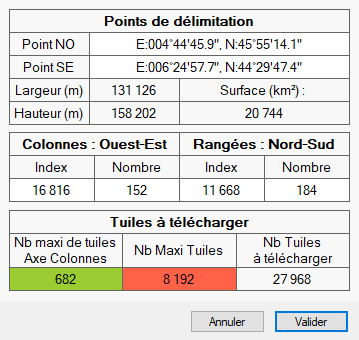 Points de délimitation
Point NO E:004°44'45.9", N:45°55'14.1"
Point SE E:006°24'57.7", N:44°29'47.4"
Largeur (m) 131 126 Surface (km²) :
Hauteur (m) 158 202 20 744
Colonnes : Ouest-Est Rangées : Nord-Sud
Index Nombre Index Nombre
16 816 152 11 668 184
Tuiles à télécharger
Nb maxi de tuiles Axe Colonnes Nb Maxi Tuiles Nb Tuiles à télécharger
682 8 192 27 968
Annuler Valider